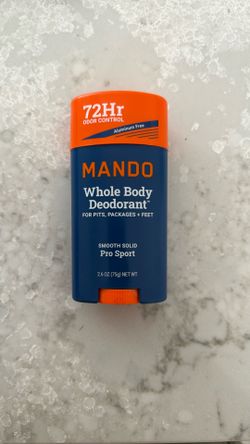 72Hr
ODOR CONTROL
Aluminum Free
MANDO
Whole Body
Deodorant™
FOR PITS, PACKAGES + FEET
SMOOTH SOLID
Pro Sport
2.6 OZ (75g) NET WT